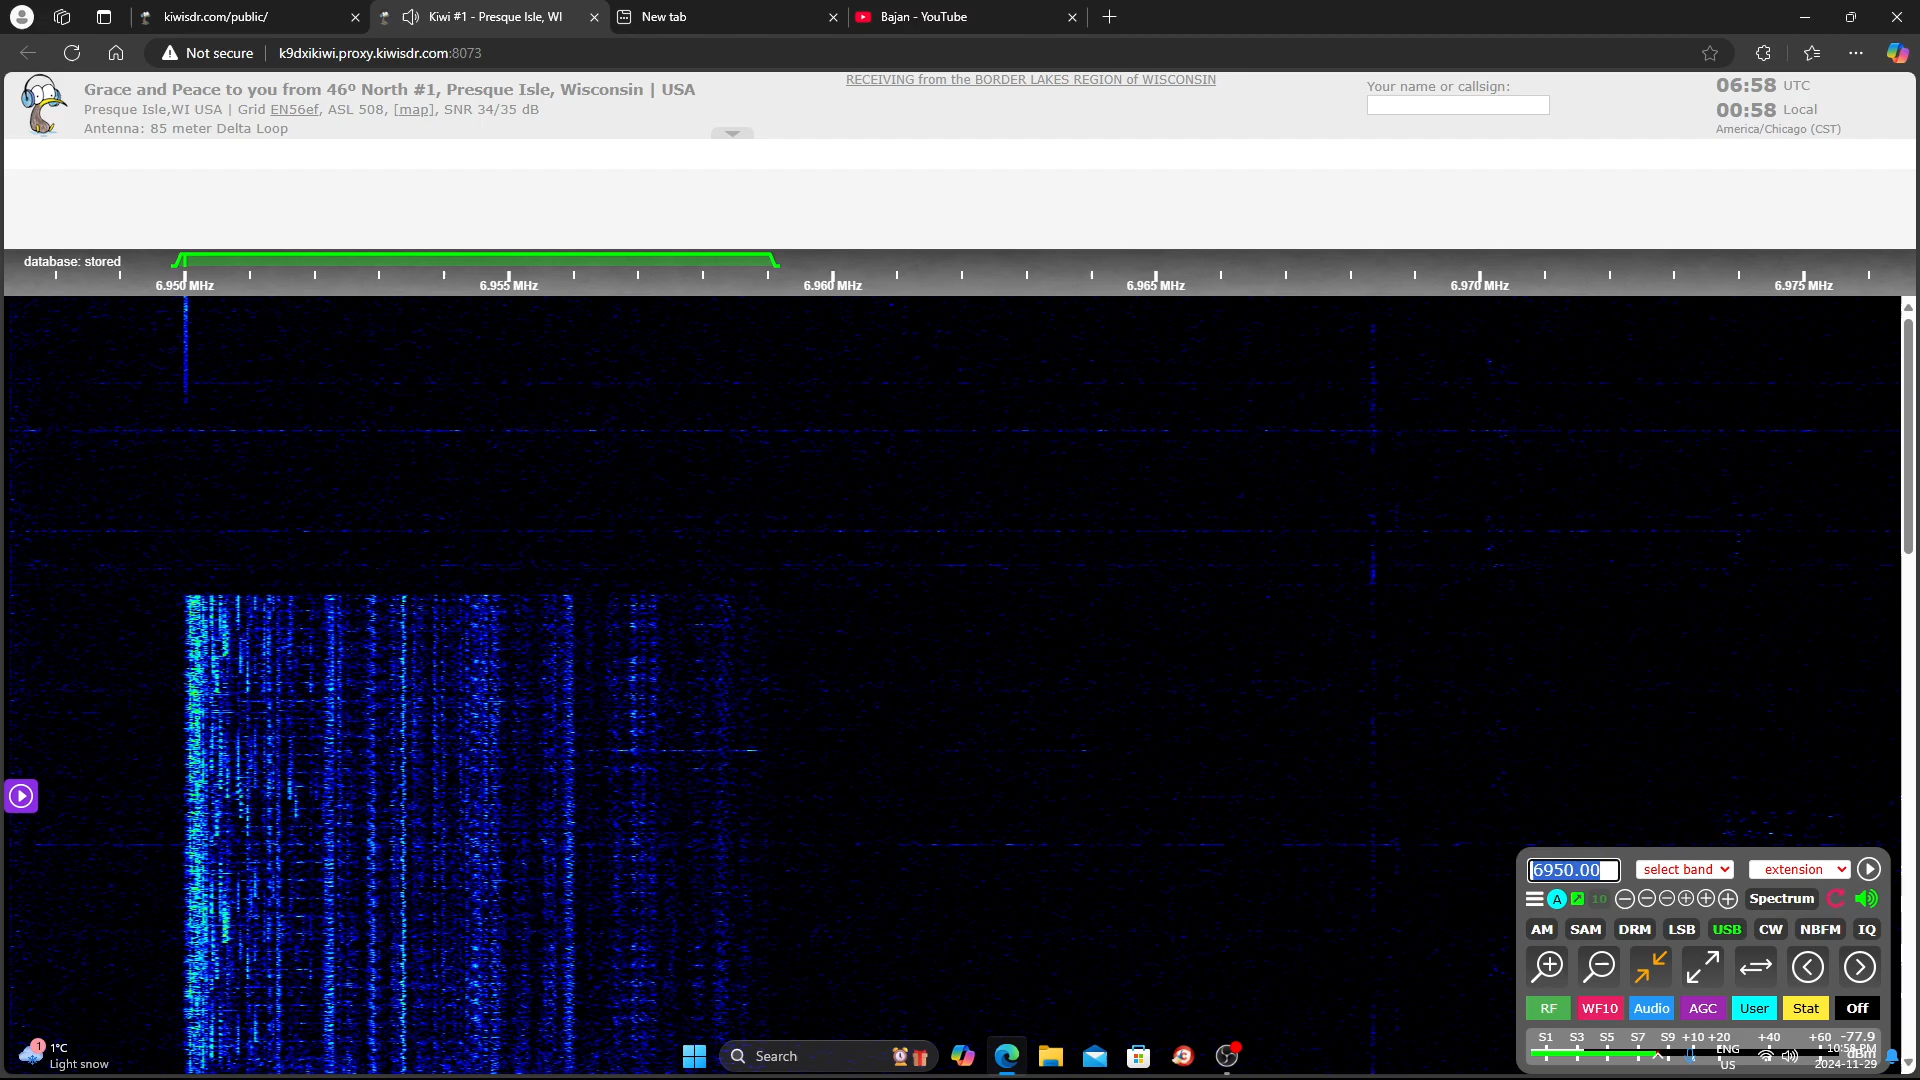 kiwisdr.com/public/
Kiwi #1 - Presque Isle, WI
New tab
Bajan - YouTube
Not secure
k9dxikiwi.proxy.kiwisdr.com:8073
Grace and Peace to you from 46º North #1, Presque Isle, Wisconsin | USA
Presque Isle,WI USA | Grid EN56ef, ASL 508, [map], SNR 34/35 dB
Antenna: 85 meter Delta Loop
RECEIVING from the BORDER LAKES REGION of WISCONSIN
Your name or callsign:
06:58 UTC
00:58 Local
America/Chicago (CST)
database: stored
6.950 MHz
6.955 MHz
6.960 MHz
6.965 MHz
6.970 MHz
6.975 MHz
6950.00
select band
extension
A
10
Spectrum
AM
SAM
DRM
LSB
USB
CW
NBFM
IQ
RF
WF10
Audio
AGC
User
Stat
Off
S1 S3 S5 S7 S9 +10 +20 +40 +60 -77.9
dBm
1
1°C
Light snow
Search
ENG
US
10:58 PM
2024-11-29